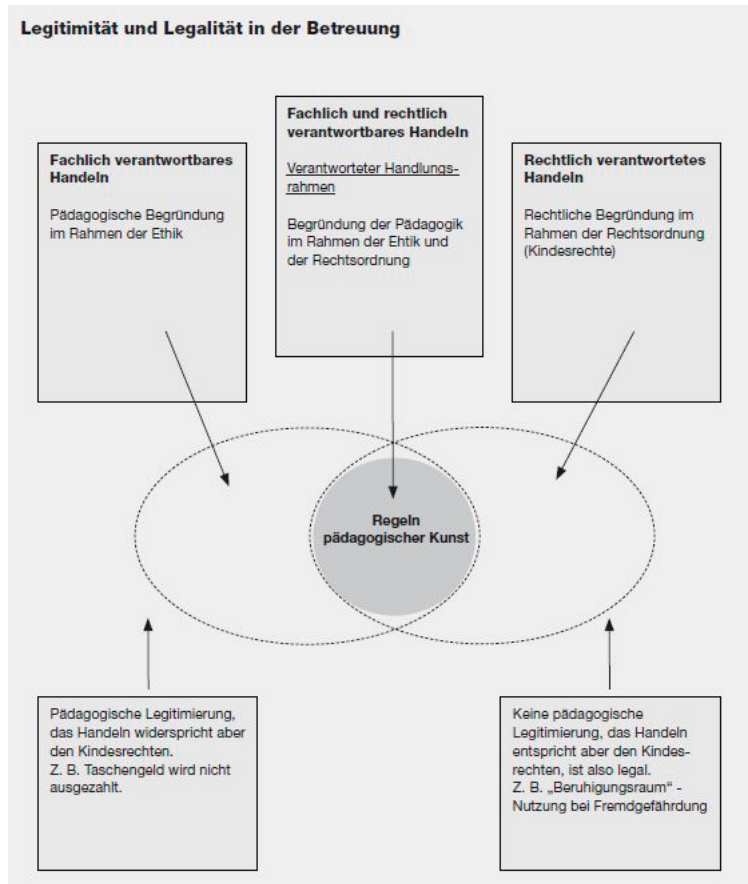 Legitimität und Legalität in der Betreuung
Fachlich verantwortbares
Handeln
Pädagogische Begründung
im Rahmen der Ethik
Fachlich und rechtlich
verantwortbares Handeln
Verantworteter Handlungs-
rahmen
Begründung der Pädagogik
im Rahmen der Ehtik und
der Rechtsordnung
Rechtlich verantwortetes
Handeln
Rechtliche Begründung im
Rahmen der Rechtsordnung
(Kindesrechte)
Regeln
pädagogischer Kunst
Pädagogische Legitimierung,
das Handeln widerspricht aber
den Kindesrechten.
Z. B. Taschengeld wird nicht
ausgezahlt.
Keine pädagogische
Legitimierung, das Handeln
entspricht aber den Kindes-
rechten, ist also legal.
Z. B. „Beruhigungsraum“ -
Nutzung bei Fremdgefährdung